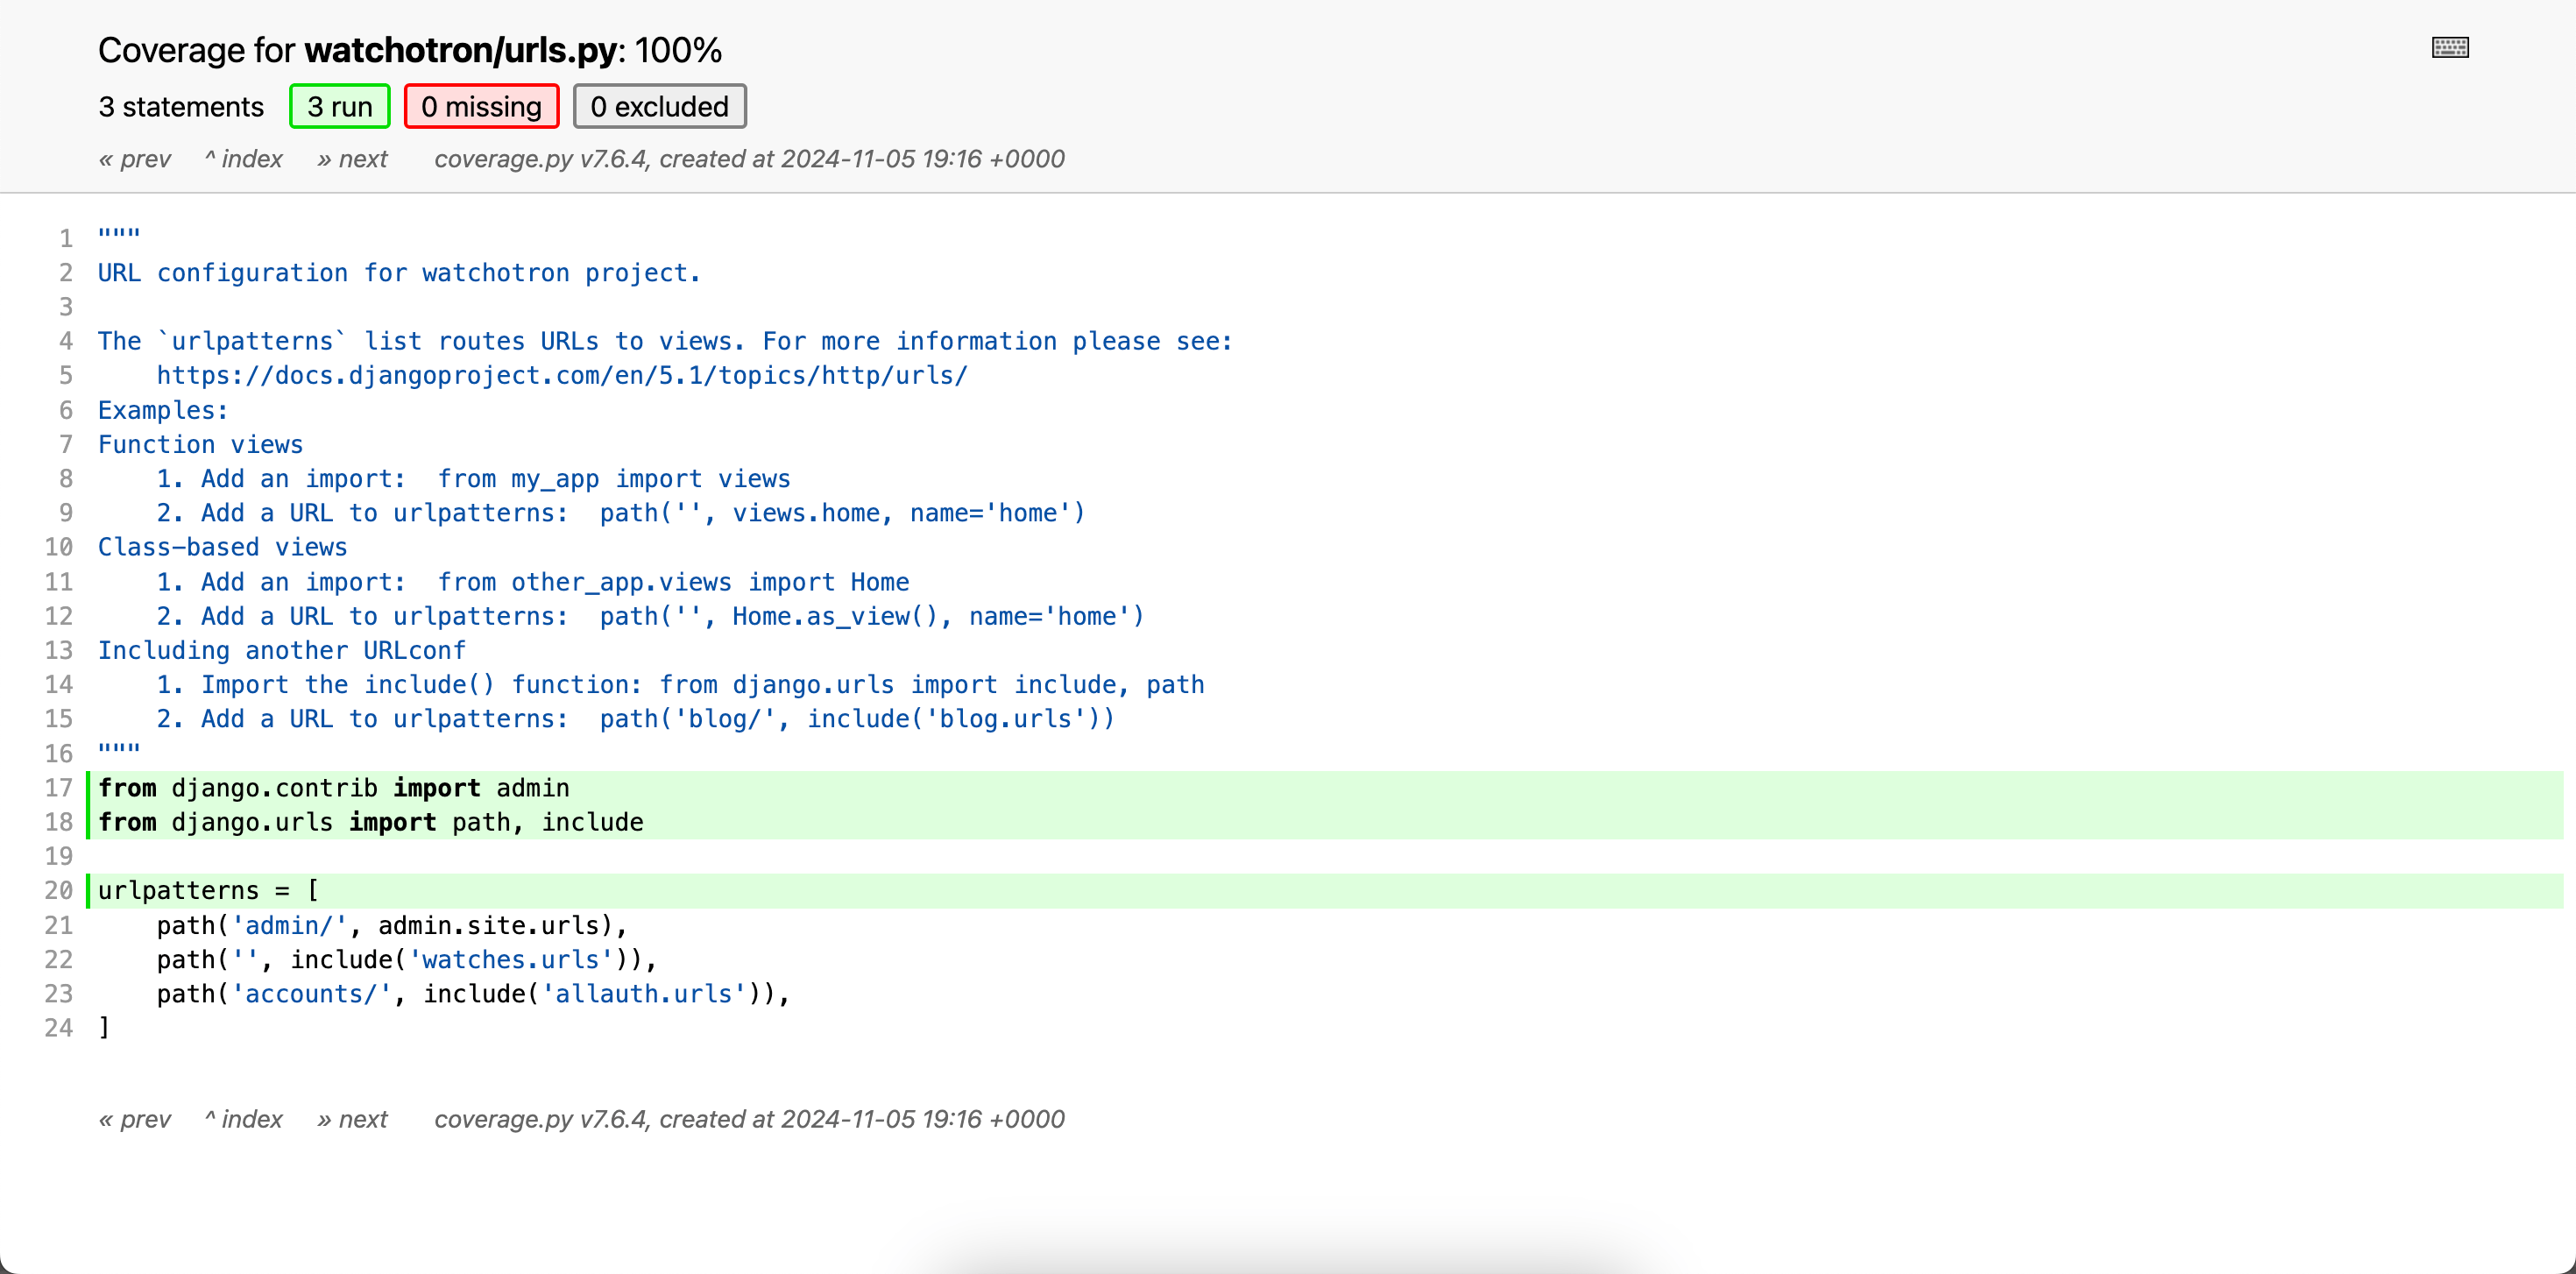 Coverage for watchotron/urls.py: 100%
3 statements 3 run 0 missing 0 excluded
« prev ^ index » next coverage.py v7.6.4, created at 2024-11-05 19:16 +0000
1 """
2 URL configuration for watchotron project.
3
4 The `urlpatterns` list routes URLs to views. For more information please see:
5     https://docs.djangoproject.com/en/5.1/topics/http/urls/
6 Examples:
7 Function views
8     1. Add an import:  from my_app import views
9     2. Add a URL to urlpatterns:  path('', views.home, name='home')
10 Class-based views
11     1. Add an import:  from other_app.views import Home
12     2. Add a URL to urlpatterns:  path('', Home.as_view(), name='home')
13 Including another URLconf
14     1. Import the include() function: from django.urls import include, path
15     2. Add a URL to urlpatterns:  path('blog/', include('blog.urls'))
16 """
17 from django.contrib import admin
18 from django.urls import path, include
19
20 urlpatterns = [
21     path('admin/', admin.site.urls),
22     path('', include('watches.urls')),
23     path('accounts/', include('allauth.urls')),
24 ]
« prev ^ index » next coverage.py v7.6.4, created at 2024-11-05 19:16 +0000